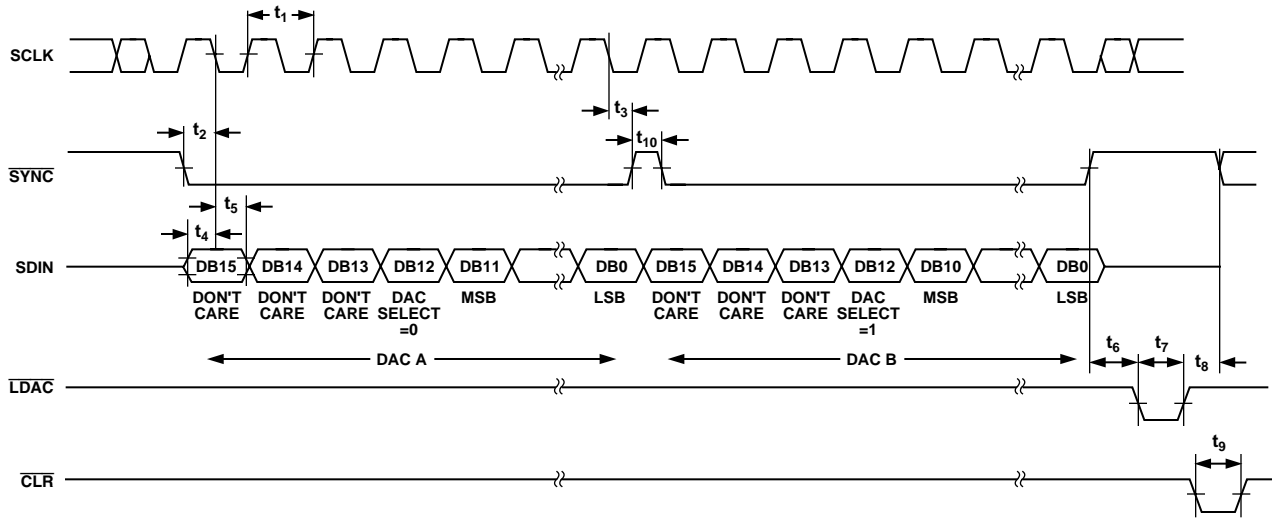 t1
SCLK
t3
t2
t10
SYNC
t5
t4
SDIN
DB15 DB14 DB13 DB12 DB11 DB0 DB15 DB14 DB13 DB12 DB10 DB0
DON'T CARE DON'T CARE DON'T CARE DAC SELECT =0 MSB LSB DON'T CARE DON'T CARE DON'T CARE DAC SELECT =1 MSB LSB
DAC A DAC B
t6 t7 t8
LDAC
t9
CLR